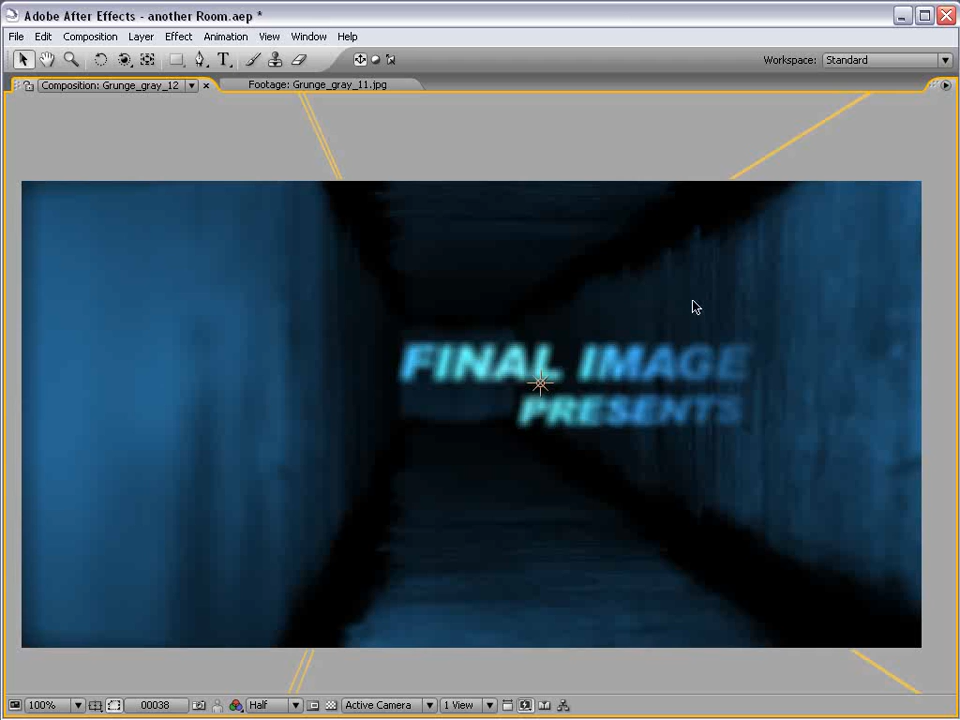 Adobe After Effects - another Room.aep *
File Edit Composition Layer Effect Animation View Window Help
Workspace: Standard
Composition: Grunge_gray_12 Footage: Grunge_gray_11.jpg
FINAL IMAGE
PRESENTS
100% 00038 Half Active Camera 1 View